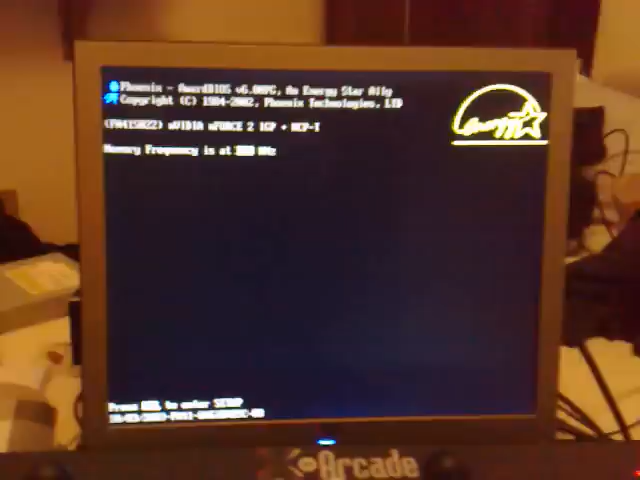 Phoenix - AwardBIOS v6.00PG, An Energy Star Ally
Copyright (C) 1984-2002, Phoenix Technologies, LTD
nVIDIA nFORCE 2 IGP + MCP-T
Memory Frequency is at MHz
Press DEL to enter SETUP
Arcade